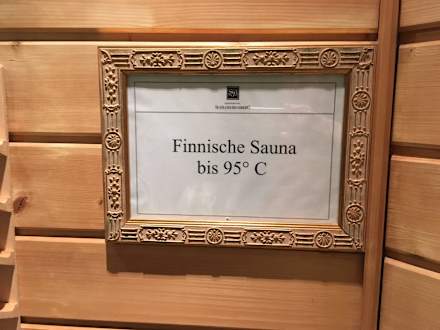 Finnische Sauna
bis 95° C